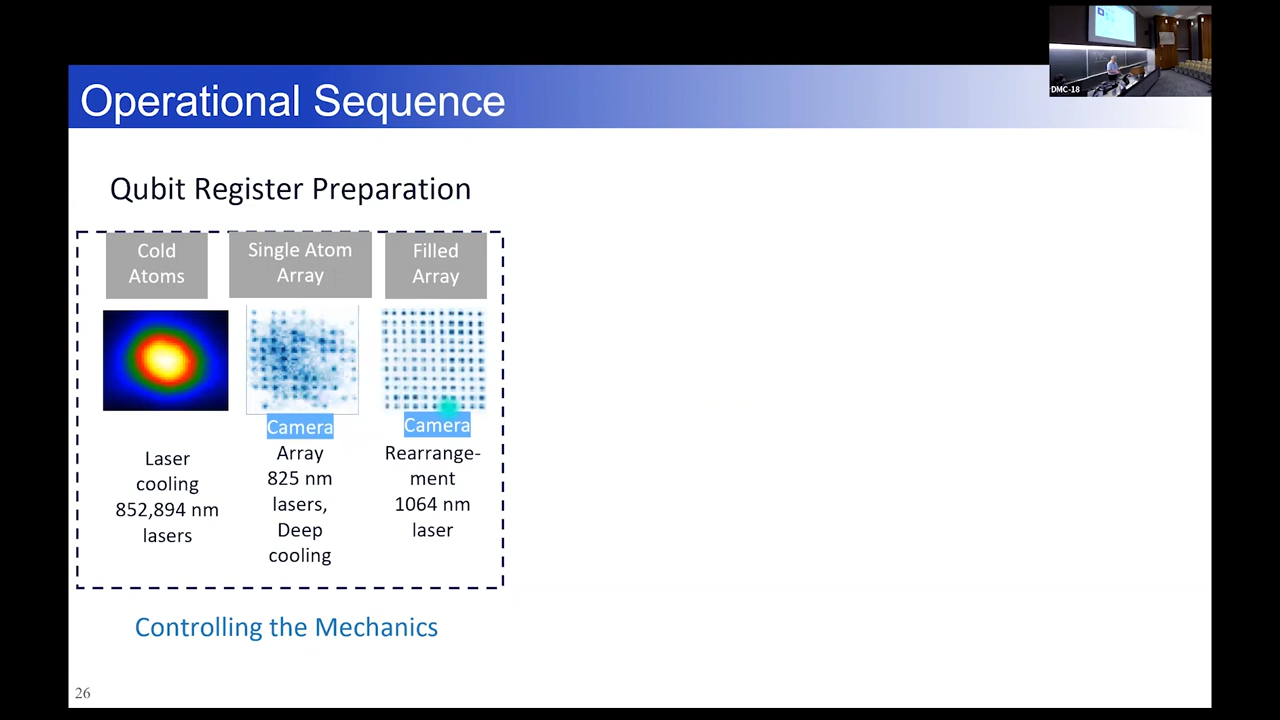 DMC-18
Operational Sequence
Qubit Register Preparation
Cold
Atoms
Single Atom
Array
Filled
Array
Camera
Camera
Laser
cooling
852,894 nm
lasers
Array
825 nm
lasers,
Deep
cooling
Rearrange-
ment
1064 nm
laser
Controlling the Mechanics
26